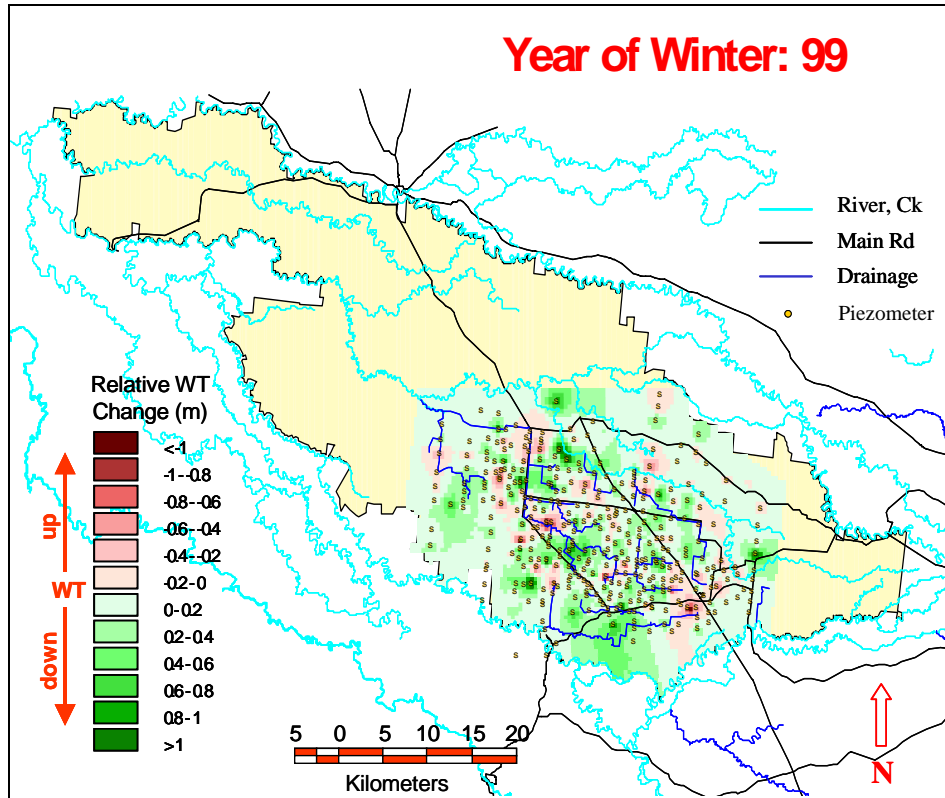 Year of Winter: 99
River, Ck
Main Rd
Drainage
Piezometer
Relative WT
Change (m)
<-1
-1--0.8
-0.8--0.6
-0.6--0.4
-0.4--0.2
-0.2-0
0-0.2
0.2-0.4
0.4-0.6
0.6-0.8
0.8-1
>1
up
WT
down
5 0 5 10 15 20
Kilometers
N